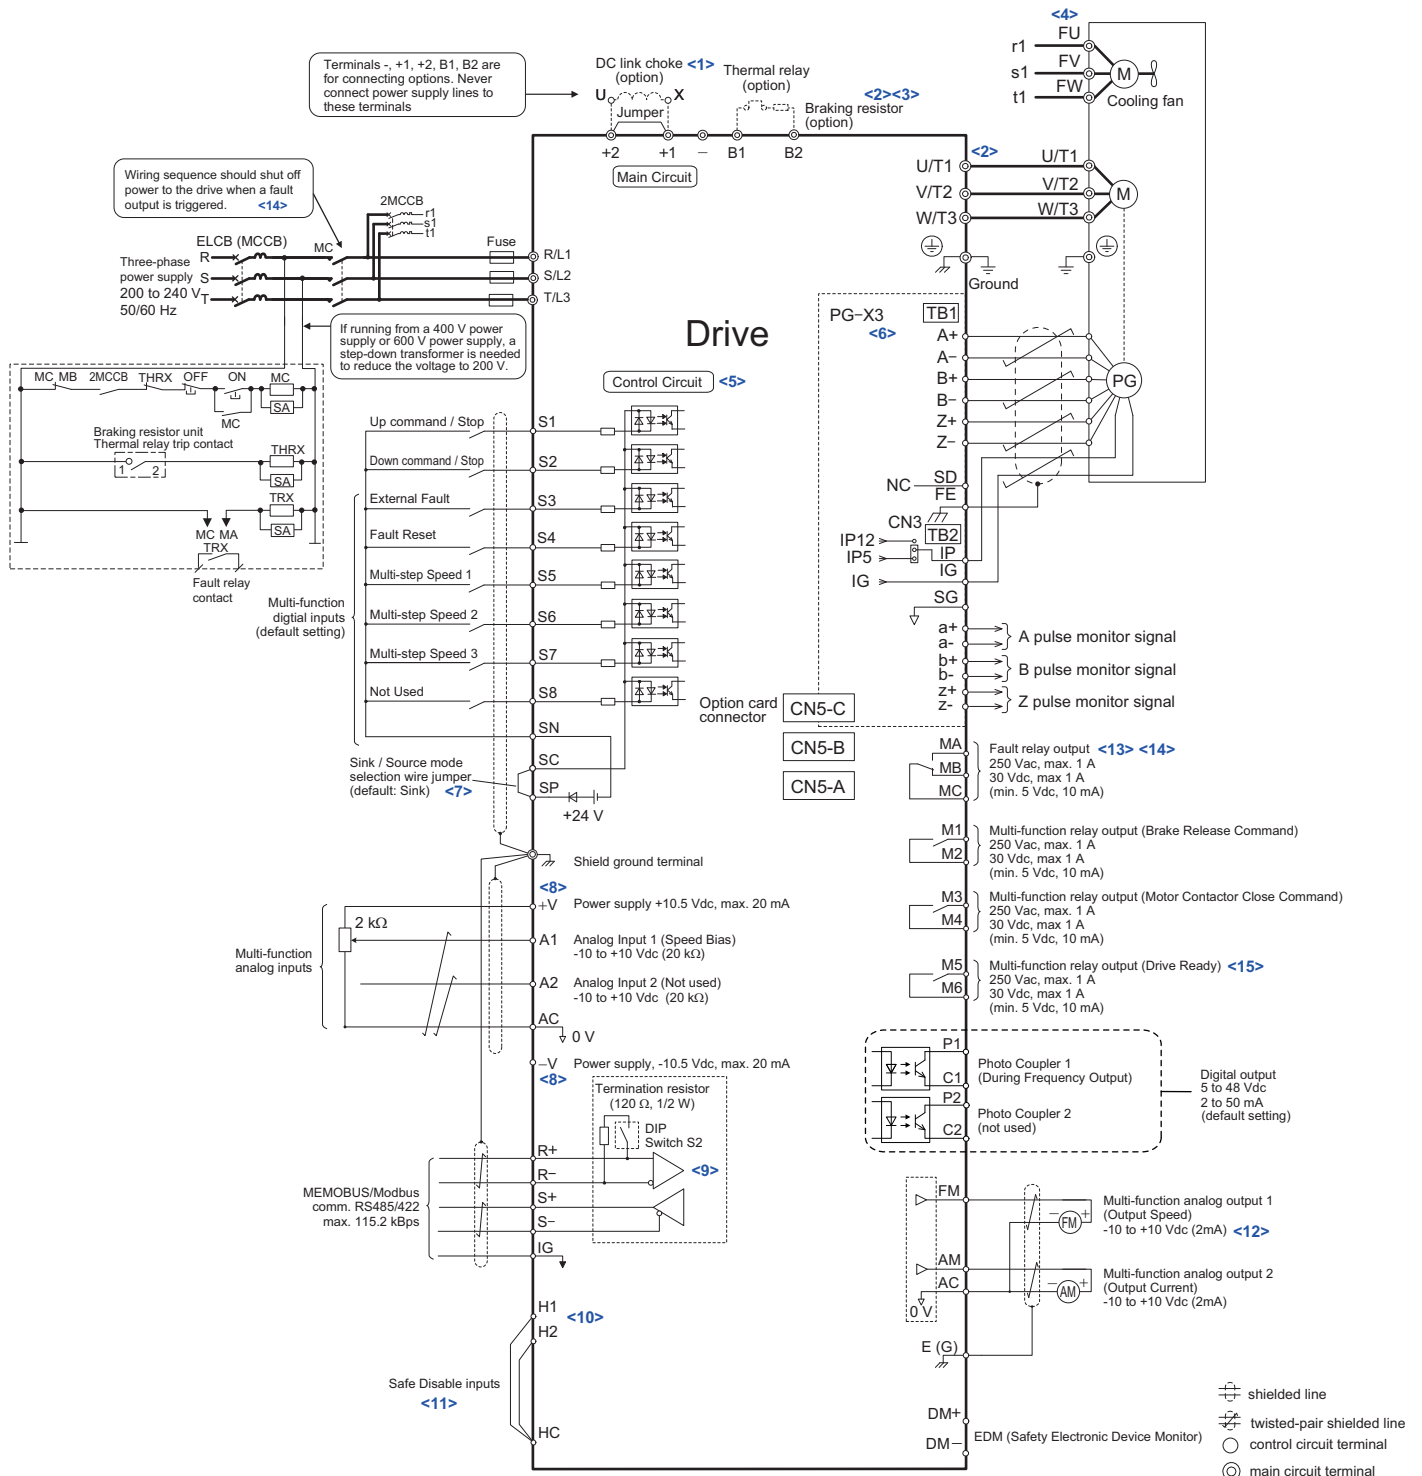 <4>
FU
r1
FV
s1
FW
t1
M
Cooling fan
Terminals -, +1, +2, B1, B2 are
for connecting options. Never
connect power supply lines to
these terminals
DC link choke <1>
(option)
U X
Jumper
Thermal relay
(option)
<2><3>
Braking resistor
(option)
+2 +1 – B1 B2
Main Circuit
<2>
U/T1 U/T1
V/T2 V/T2 M
W/T3 W/T3
Ground
Wiring sequence should shut off
power to the drive when a fault
output is triggered. <14>
2MCCB
r1
s1
t1
ELCB (MCCB)
MC
Fuse
Three-phase
power supply
200 to 240 V
50/60 Hz
R
S
T
R/L1
S/L2
T/L3
If running from a 400 V power
supply or 600 V power supply, a
step-down transformer is needed
to reduce the voltage to 200 V.
Drive
MC MB 2MCCB THRX OFF ON MC
SA
MC
Braking resistor unit
Thermal relay trip contact
1 2
THRX
SA
TRX
SA
MC MA
TRX
Fault relay
contact
Control Circuit <5>
Up command / Stop S1
Down command / Stop S2
External Fault S3
Fault Reset S4
Multi-step Speed 1 S5
Multi-step Speed 2 S6
Multi-step Speed 3 S7
Not Used S8
Multi-function
digtial inputs
(default setting)
SN
SC
SP
Sink / Source mode
selection wire jumper
(default: Sink) <7>
+24 V
PG-X3
<6>
TB1
A+
A–
B+
B–
Z+
Z–
PG
NC
SD
FE
CN3
TB2
IP12
IP5
IP
IG
IG
SG
a+
a-
A pulse monitor signal
b+
b-
B pulse monitor signal
z+
z-
Z pulse monitor signal
Option card
connector
CN5-C
CN5-B
CN5-A
MA
MB
MC
Fault relay output <13> <14>
250 Vac, max. 1 A
30 Vdc, max 1 A
(min. 5 Vdc, 10 mA)
M1
M2
Multi-function relay output (Brake Release Command)
250 Vac, max. 1 A
30 Vdc, max 1 A
(min. 5 Vdc, 10 mA)
M3
M4
Multi-function relay output (Motor Contactor Close Command)
250 Vac, max. 1 A
30 Vdc, max 1 A
(min. 5 Vdc, 10 mA)
M5
M6
Multi-function relay output (Drive Ready) <15>
250 Vac, max. 1 A
30 Vdc, max 1 A
(min. 5 Vdc, 10 mA)
Shield ground terminal
<8>
+V Power supply +10.5 Vdc, max. 20 mA
2 kΩ
Multi-function
analog inputs
A1 Analog Input 1 (Speed Bias)
-10 to +10 Vdc (20 kΩ)
A2 Analog Input 2 (Not used)
-10 to +10 Vdc (20 kΩ)
AC
0 V
–V Power supply, -10.5 Vdc, max. 20 mA
<8>
Termination resistor
(120 Ω, 1/2 W)
DIP
Switch S2
<9>
MEMOBUS/Modbus
comm. RS485/422
max. 115.2 kBps
R+
R–
S+
S–
IG
P1
C1
Photo Coupler 1
(During Frequency Output)
P2
C2
Photo Coupler 2
(not used)
Digital output
5 to 48 Vdc
2 to 50 mA
(default setting)
FM
– FM +
Multi-function analog output 1
(Output Speed)
-10 to +10 Vdc (2mA) <12>
AM
AC
0 V
– AM +
Multi-function analog output 2
(Output Current)
-10 to +10 Vdc (2mA)
E (G)
H1
H2
<10>
Safe Disable inputs
<11>
HC
DM+
DM–
EDM (Safety Electronic Device Monitor)
shielded line
twisted-pair shielded line
control circuit terminal
main circuit terminal